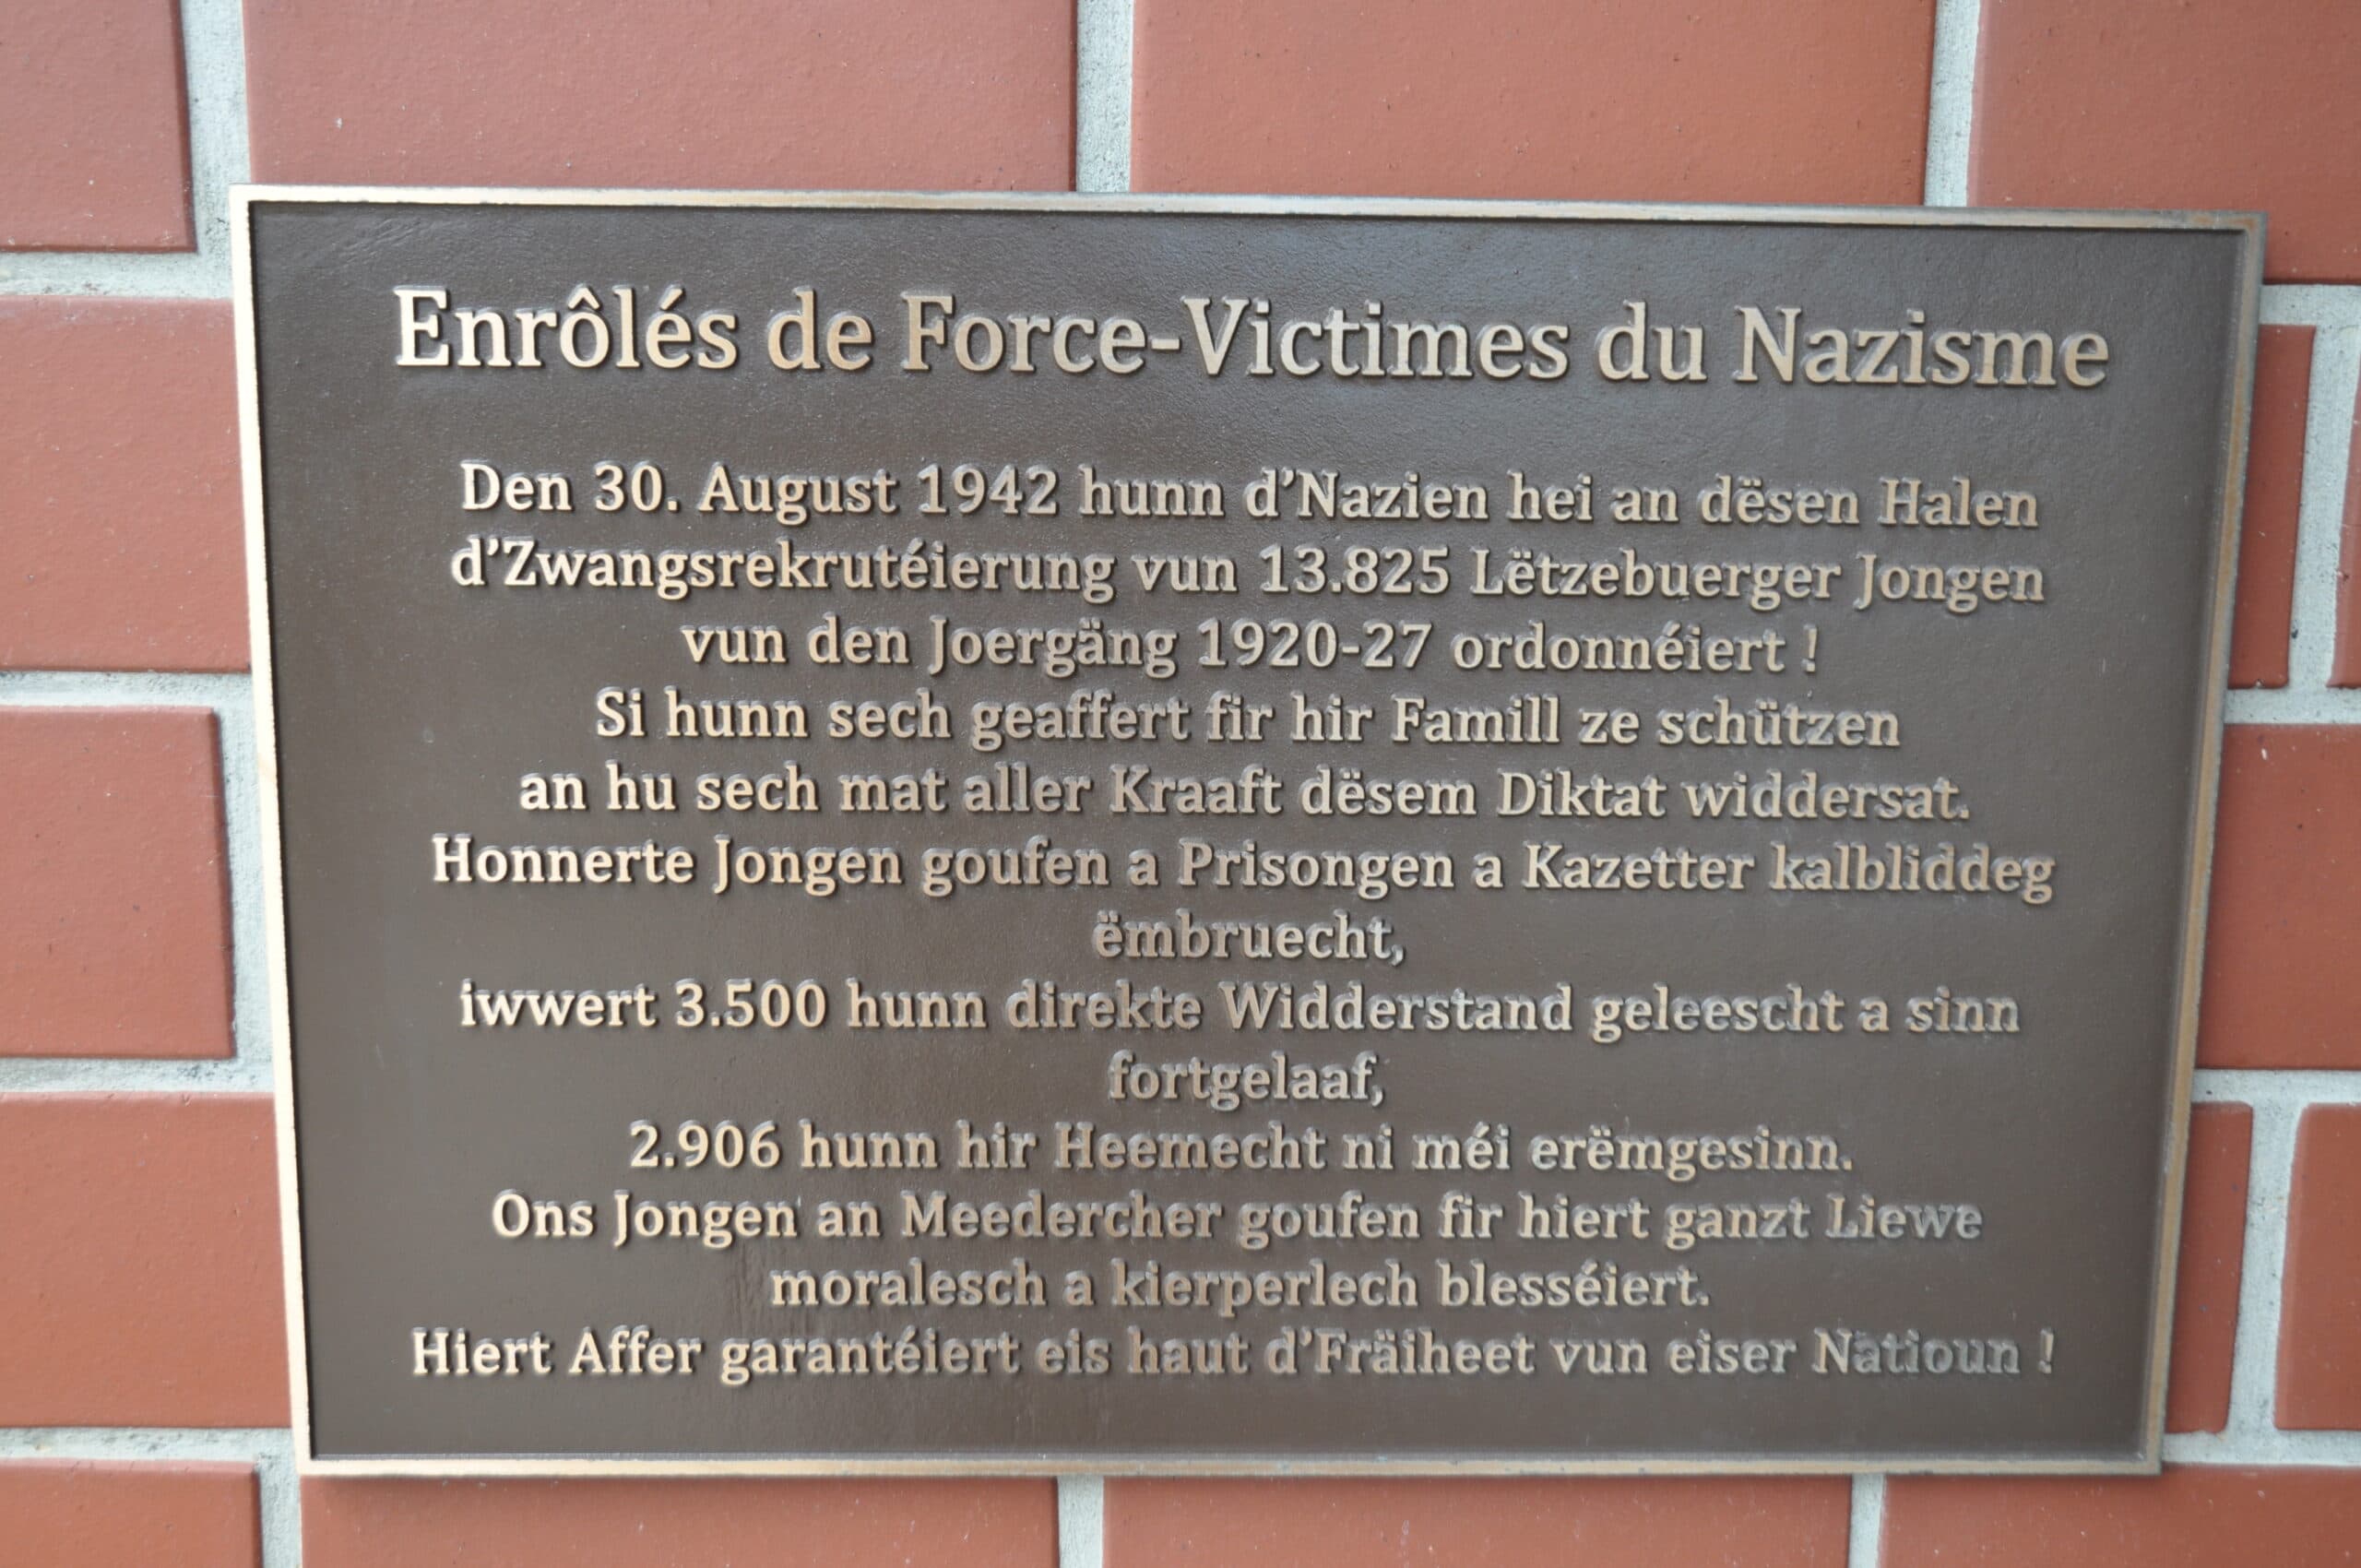 Enrôlés de Force-Victimes du Nazisme
Den 30. August 1942 hunn d'Nazien hei an dësen Halen
d'Zwangsrekrutéierung vun 13.825 Lëtzebuerger Jongen
vun den Joergäng 1920-27 ordonnéiert !
Si hunn sech geaffert fir hir Famill ze schützen
an hu sech mat aller Kraaft dësem Diktat widdersat.
Honnerte Jongen goufen a Prisongen a Kazetter kalbliddeg
ëmbruecht,
iwwert 3.500 hunn direkte Widderstand geleescht a sinn
fortgelaaf,
2.906 hunn hir Heemecht ni méi erëmgesinn.
Ons Jongen an Meedercher goufen fir hiert ganzt Liewe
moralesch a kierperlech blesséiert.
Hiert Affer garantéiert eis haut d'Fräiheet vun eiser Natioun !